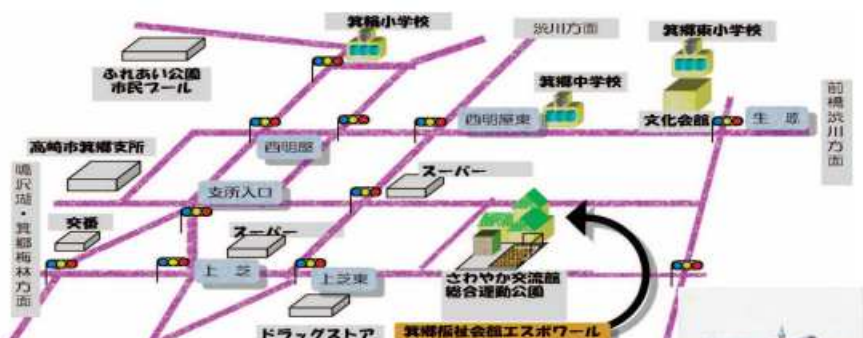 箕輪小学校
渋川方面
箕郷東小学校
ふれあい公園
市民プール
箕郷中学校
前橋渋川方面
文化会館
生原
西明屋東
西明屋
高崎市箕郷支所
鳴沢湖・箕郷梅林方面
スーパー
支所入口
交番
スーパー
上芝
上芝東
さわやか交流館
総合運動公園
ドラッグストア
箕郷福祉会館エスポワール